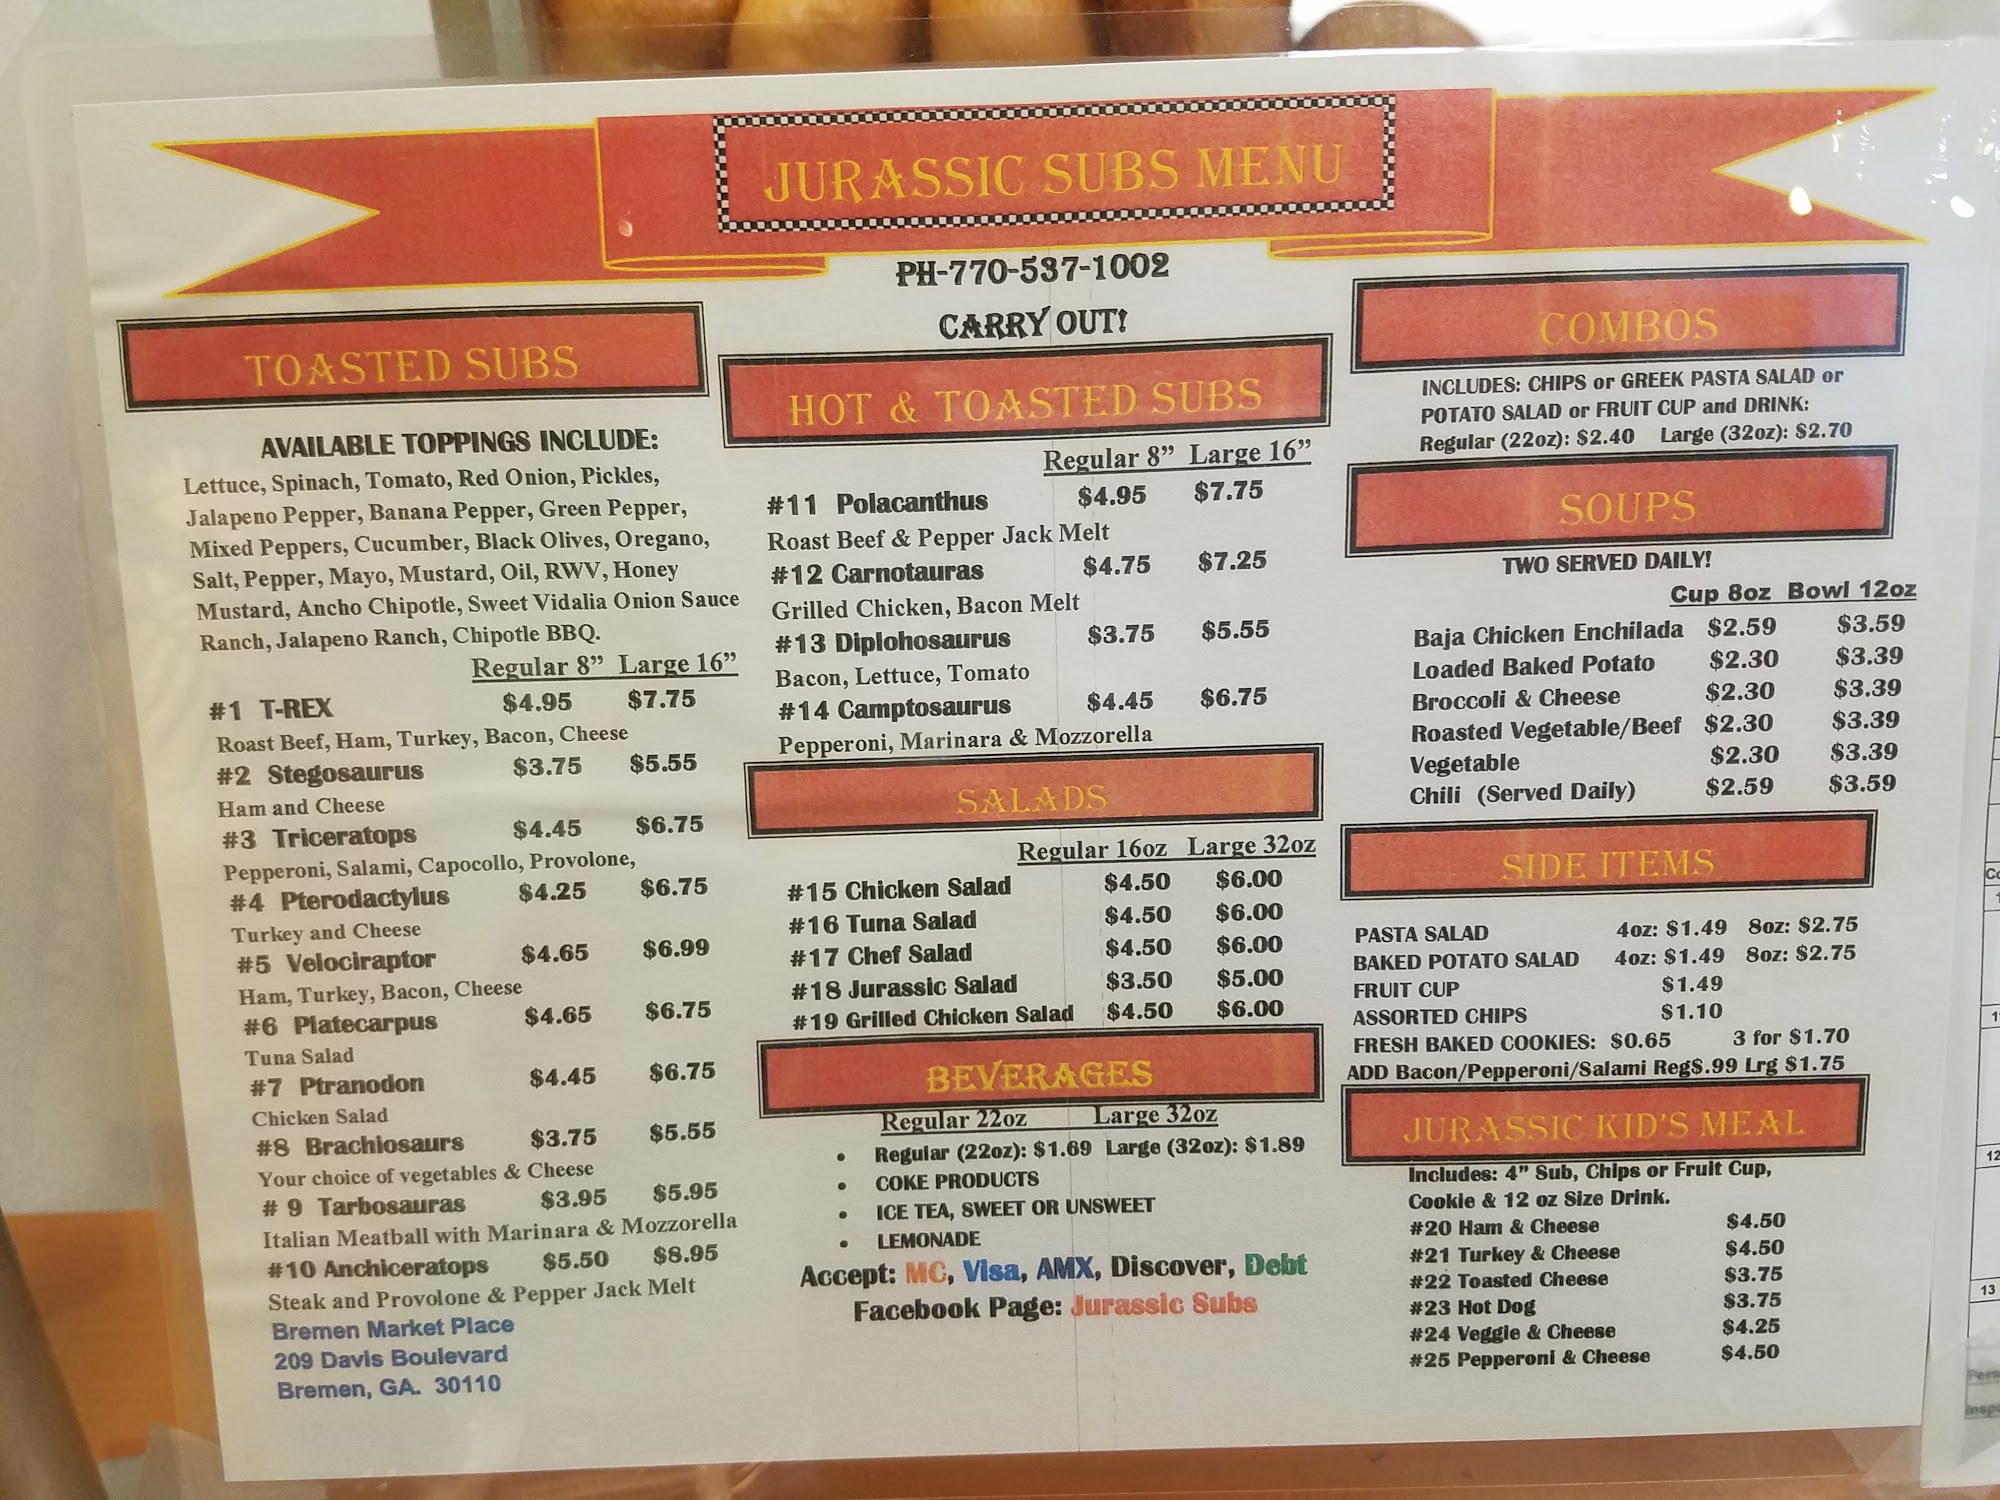 JURASSIC SUBS MENU
PH-770-537-1002
CARRY OUT!
TOASTED SUBS
AVAILABLE TOPPINGS INCLUDE:
Lettuce, Spinach, Tomato, Red Onion, Pickles,
Jalapeno Pepper, Banana Pepper, Green Pepper,
Mixed Peppers, Cucumber, Black Olives, Oregano,
Salt, Pepper, Mayo, Mustard, Oil, RWV, Honey
Mustard, Ancho Chipotle, Sweet Vidalia Onion Sauce
Ranch, Jalapeno Ranch, Chipotle BBQ.
Regular 8” Large 16”
#1 T-REX $4.95 $7.75
Roast Beef, Ham, Turkey, Bacon, Cheese
#2 Stegosaurus $3.75 $5.55
Ham and Cheese
#3 Triceratops $4.45 $6.75
Pepperoni, Salami, Capocollo, Provolone,
#4 Pterodactylus $4.25 $6.75
Turkey and Cheese
#5 Velociraptor $4.65 $6.99
Ham, Turkey, Bacon, Cheese
#6 Platecarpus $4.65 $6.75
Tuna Salad
#7 Ptranodon $4.45 $6.75
Chicken Salad
#8 Brachiosaurs $3.75 $5.55
Your choice of vegetables & Cheese
# 9 Tarbosauras $3.95 $5.95
Italian Meatball with Marinara & Mozzorella
#10 Anchiceratops $5.50 $8.95
Steak and Provolone & Pepper Jack Melt
Bremen Market Place
209 Davis Boulevard
Bremen, GA. 30110
HOT & TOASTED SUBS
Regular 8” Large 16”
#11 Polacanthus $4.95 $7.75
Roast Beef & Pepper Jack Melt
#12 Carnotauras $4.75 $7.25
Grilled Chicken, Bacon Melt
#13 Diplohosaurus $3.75 $5.55
Bacon, Lettuce, Tomato
#14 Camptosaurus $4.45 $6.75
Pepperoni, Marinara & Mozzorella
SALADS
Regular 16oz Large 32oz
#15 Chicken Salad $4.50 $6.00
#16 Tuna Salad $4.50 $6.00
#17 Chef Salad $4.50 $6.00
#18 Jurassic Salad $3.50 $5.00
#19 Grilled Chicken Salad $4.50 $6.00
BEVERAGES
Regular 22oz Large 32oz
• Regular (22oz): $1.69 Large (32oz): $1.89
• COKE PRODUCTS
• ICE TEA, SWEET OR UNSWEET
• LEMONADE
Accept: MC, Visa, AMX, Discover, Debt
Facebook Page: Jurassic Subs
COMBOS
INCLUDES: CHIPS or GREEK PASTA SALAD or
POTATO SALAD or FRUIT CUP and DRINK:
Regular (22oz): $2.40 Large (32oz): $2.70
SOUPS
TWO SERVED DAILY!
Cup 8oz Bowl 12oz
Baja Chicken Enchilada $2.59 $3.59
Loaded Baked Potato $2.30 $3.39
Broccoli & Cheese $2.30 $3.39
Roasted Vegetable/Beef $2.30 $3.39
Vegetable $2.30 $3.39
Chili (Served Daily) $2.59 $3.59
SIDE ITEMS
PASTA SALAD 4oz: $1.49 8oz: $2.75
BAKED POTATO SALAD 4oz: $1.49 8oz: $2.75
FRUIT CUP $1.49
ASSORTED CHIPS $1.10
FRESH BAKED COOKIES: $0.65 3 for $1.70
ADD Bacon/Pepperoni/Salami Reg$.99 Lrg $1.75
JURASSIC KID'S MEAL
Includes: 4” Sub, Chips or Fruit Cup,
Cookie & 12 oz Size Drink.
#20 Ham & Cheese $4.50
#21 Turkey & Cheese $4.50
#22 Toasted Cheese $3.75
#23 Hot Dog $3.75
#24 Veggie & Cheese $4.25
#25 Pepperoni & Cheese $4.50
12
13